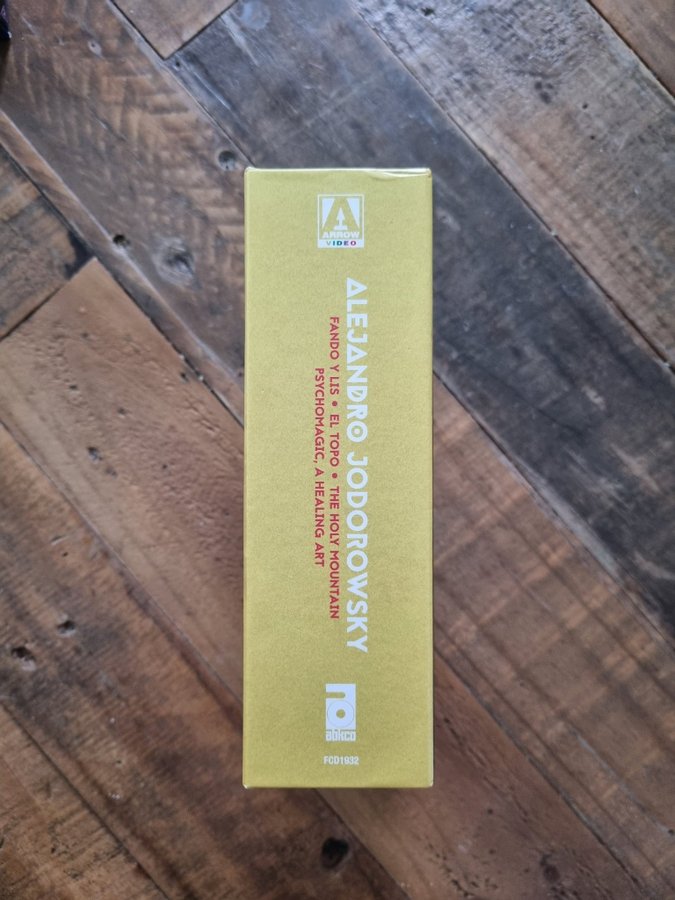 ARROW
VIDEO
ALEJANDRO JODOROWSKY
FANDO Y LIS • EL TOPO • THE HOLY MOUNTAIN
PSYCHOMAGIC, A HEALING ART
abkco
FCD1932